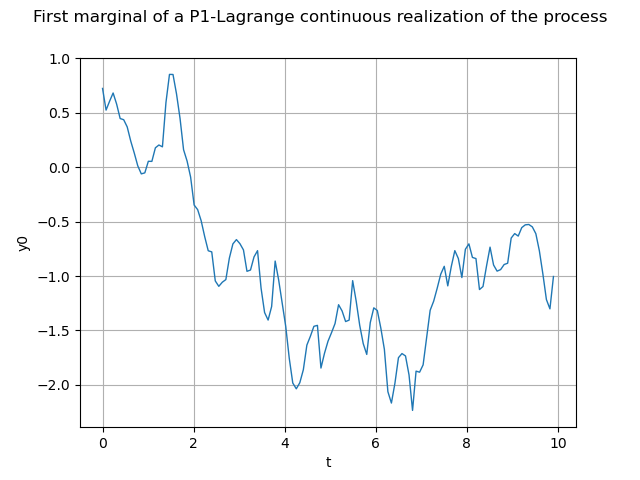 First marginal of a P1-Lagrange continuous realization of the process
1.0
0.5
0.0
−0.5
−1.0
−1.5
−2.0
y0
0 2 4 6 8 10
t